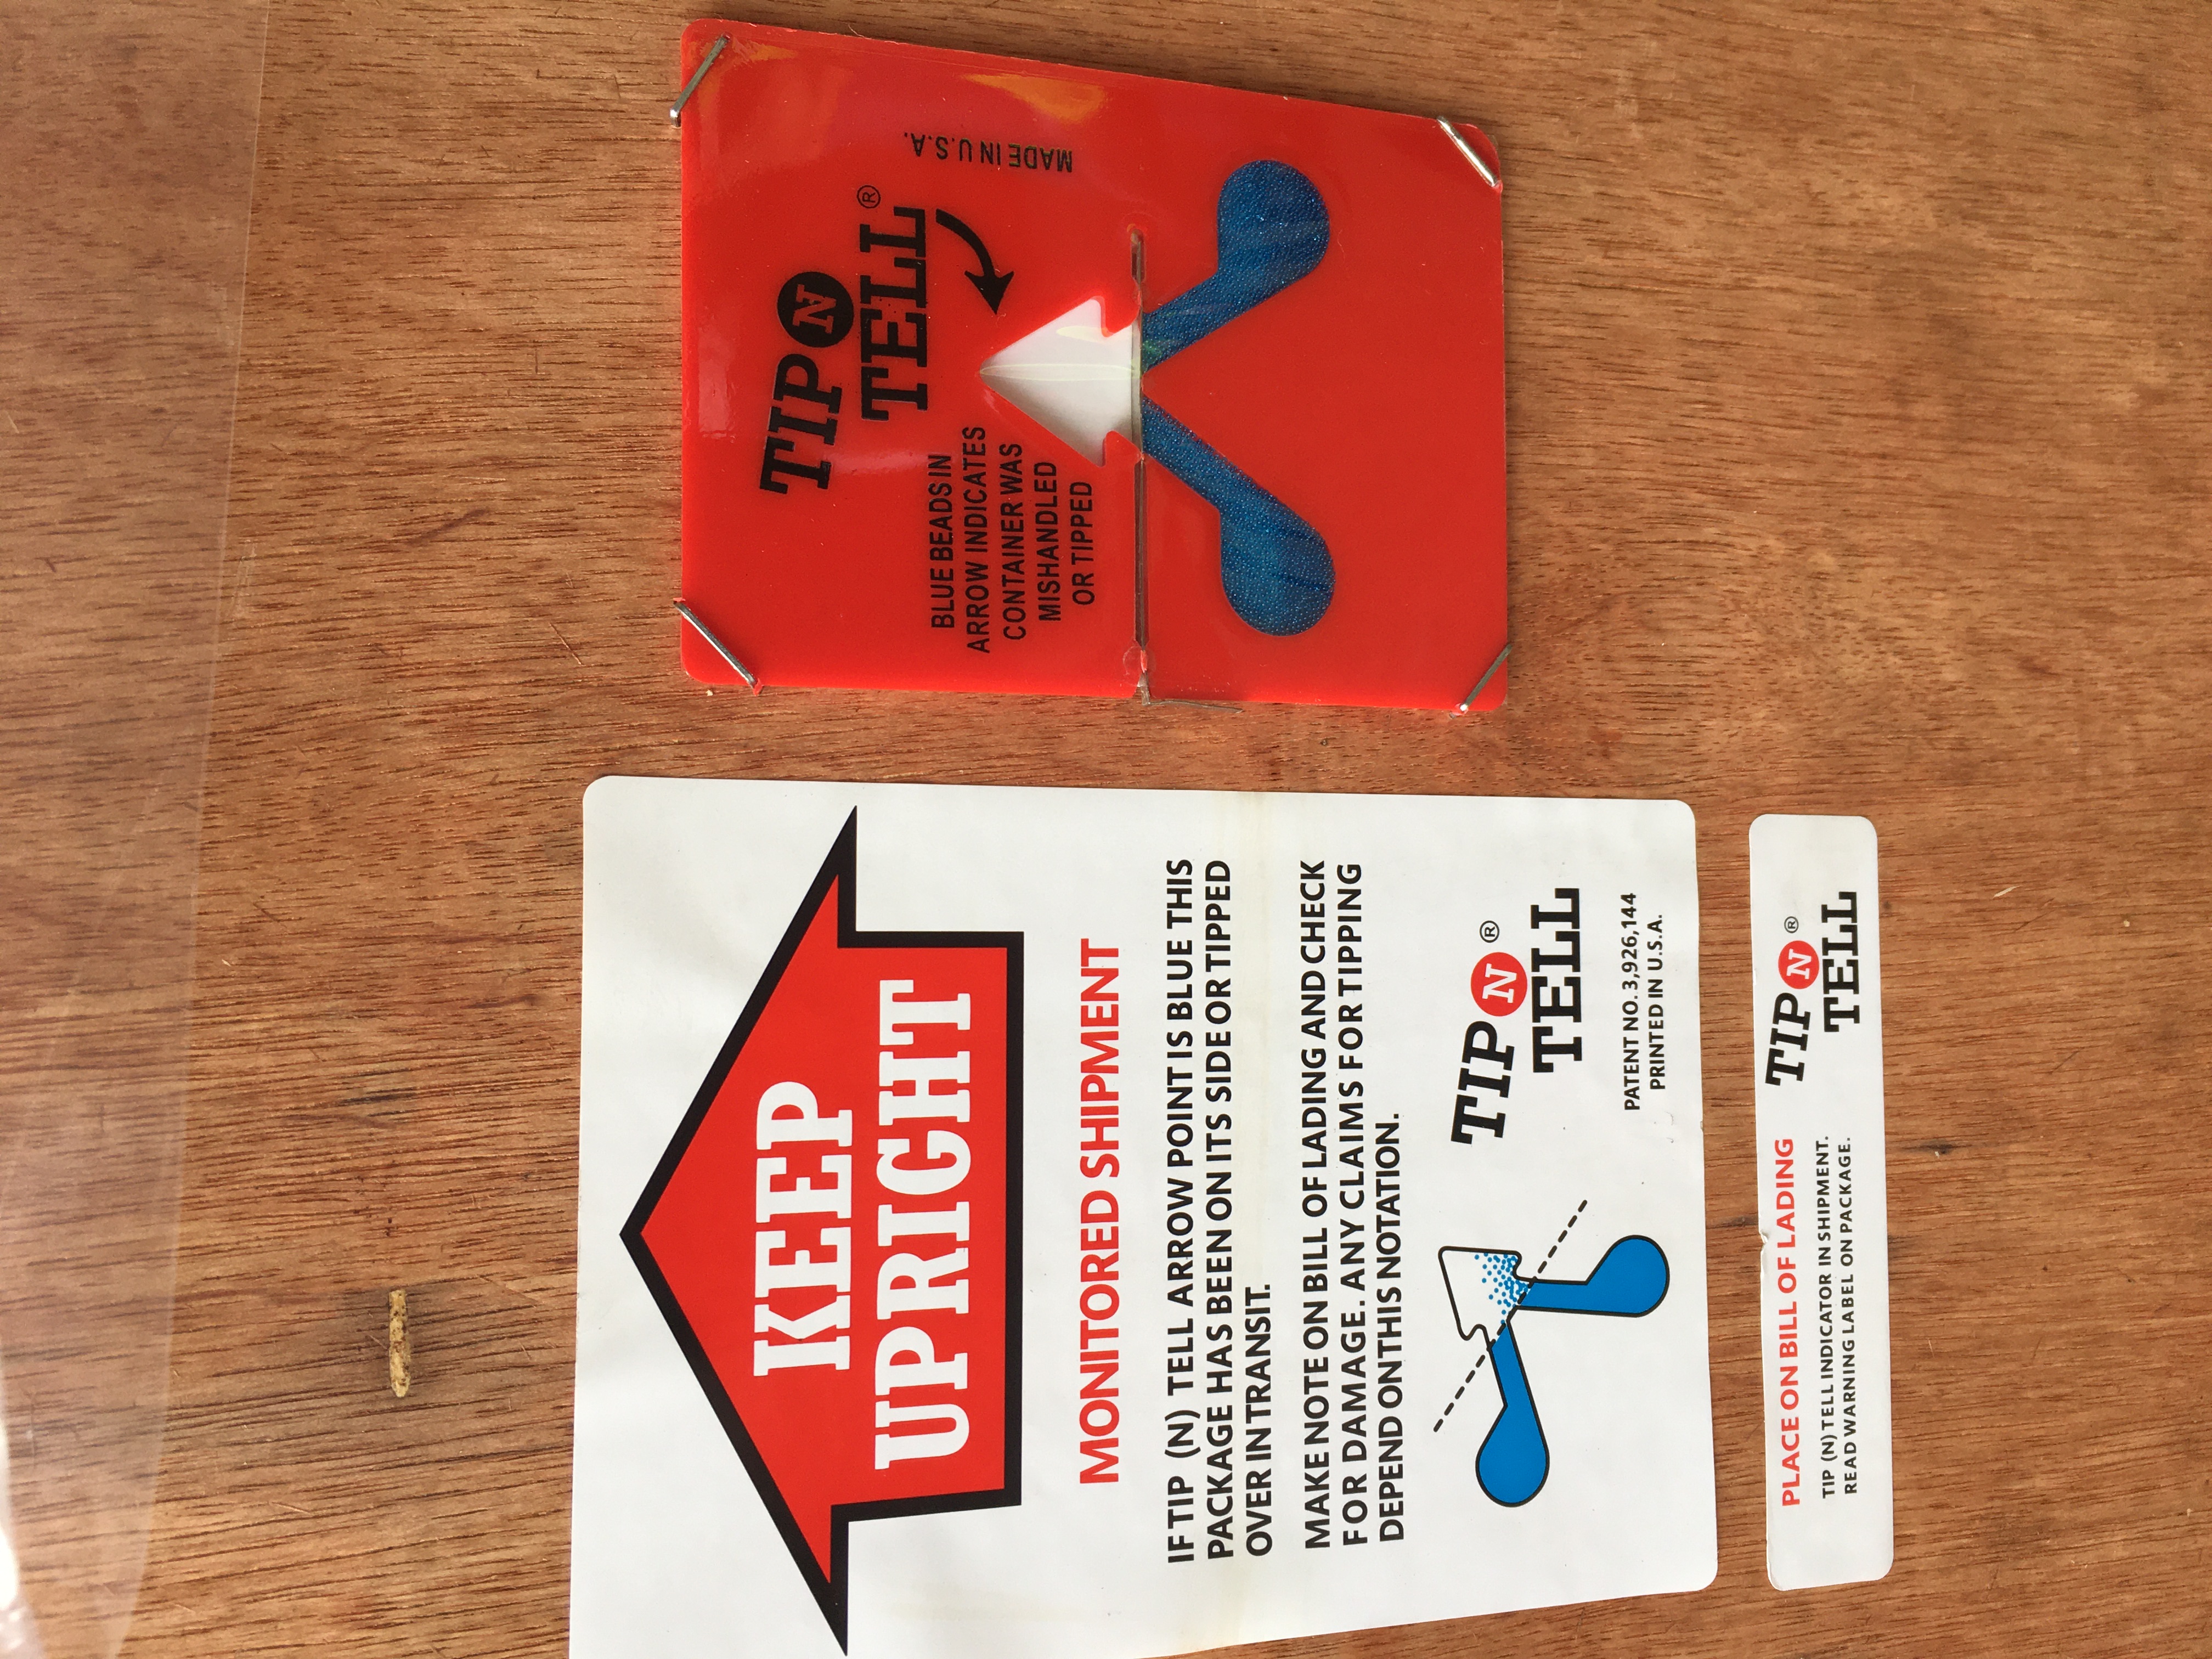 KEEP
UPRIGHT
MONITORED SHIPMENT
IF TIP (N) TELL ARROW POINT IS BLUE THIS
PACKAGE HAS BEEN ON ITS SIDE OR TIPPED
OVER IN TRANSIT.
MAKE NOTE ON BILL OF LADING AND CHECK
FOR DAMAGE. ANY CLAIMS FOR TIPPING
DEPEND ON THIS NOTATION.
TIP N ®
TELL
PATENT NO. 3,926,144
PRINTED IN U.S.A.
PLACE ON BILL OF LADING
TIP (N) TELL INDICATOR IN SHIPMENT.
READ WARNING LABEL ON PACKAGE.
TIP N ®
TELL
TIP N
TELL®
BLUE BEADS IN
ARROW INDICATES
CONTAINER WAS
MISHANDLED
OR TIPPED
MADE IN U.S.A.